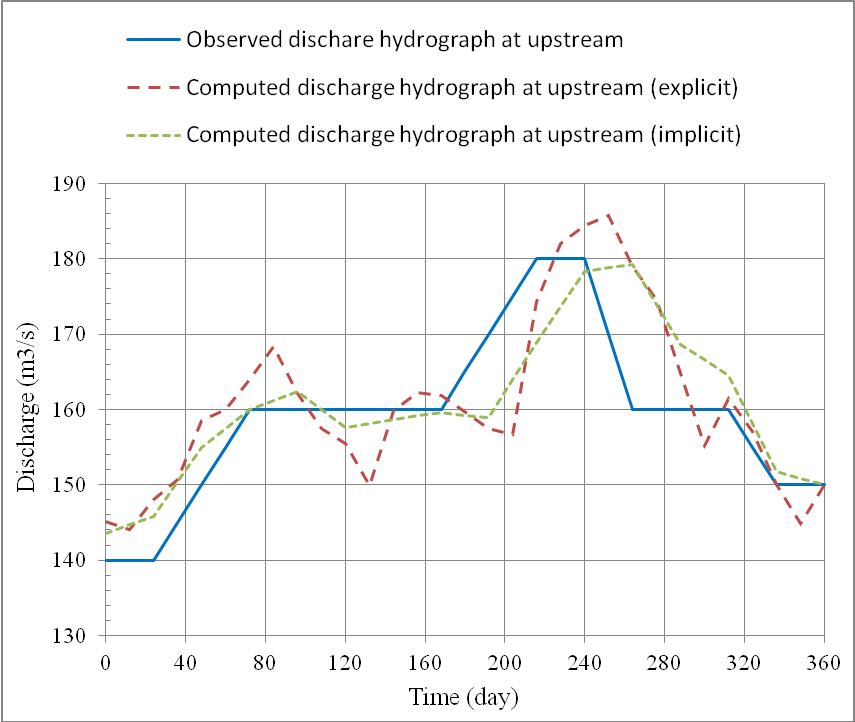 Observed dischare hydrograph at upstream
Computed discharge hydrograph at upstream (explicit)
Computed discharge hydrograph at upstream (implicit)
190
180
170
160
150
140
130
Discharge (m3/s)
0 40 80 120 160 200 240 280 320 360
Time (day)